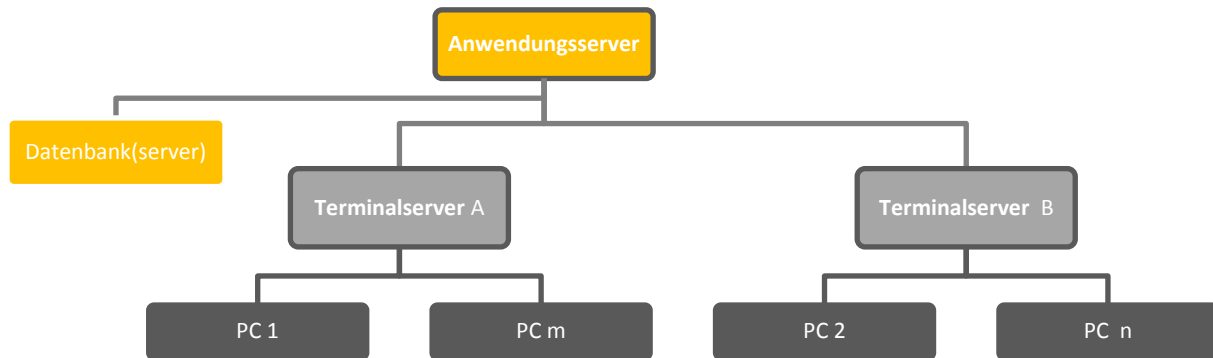 Anwendungsserver
Datenbank(server)
Terminalserver A
Terminalserver B
PC 1
PC m
PC 2
PC n